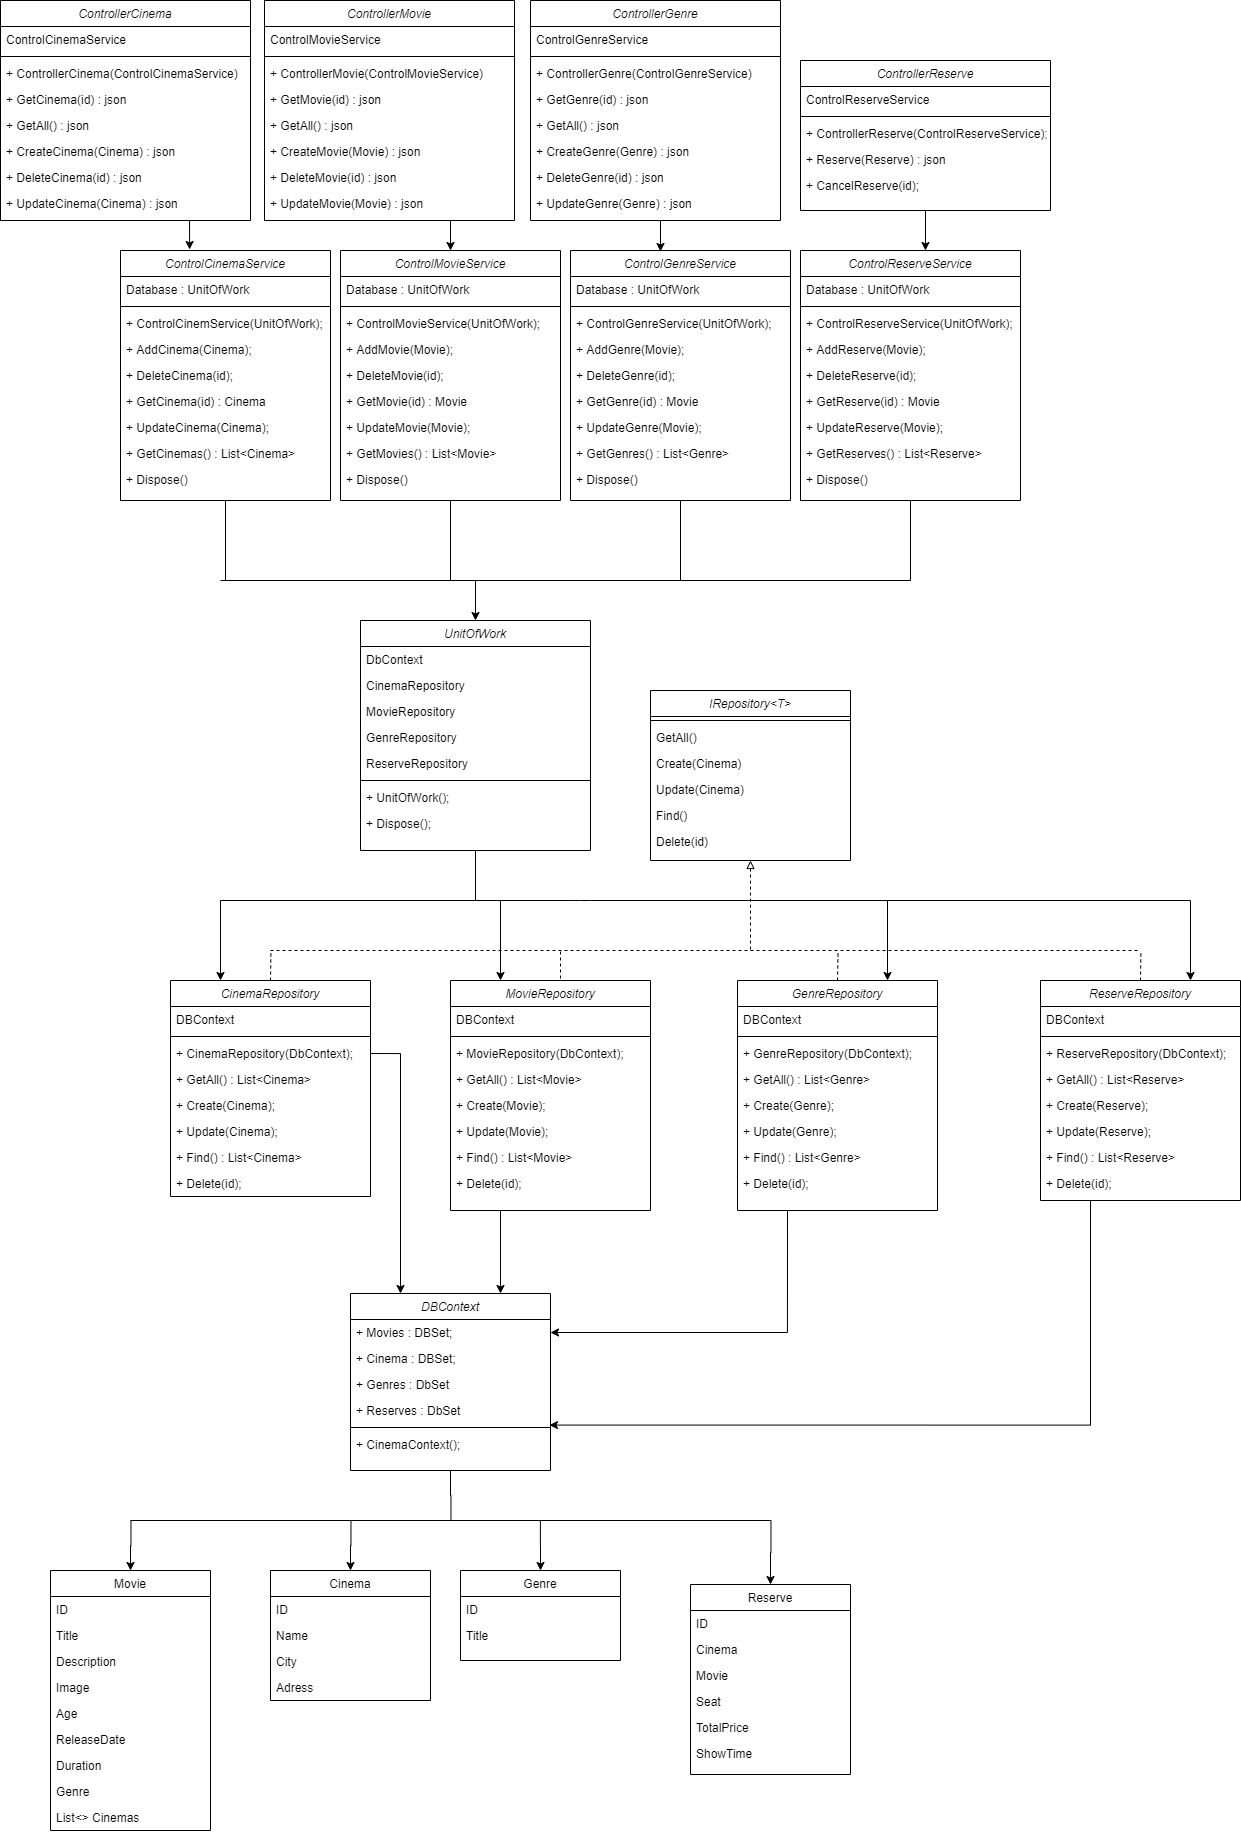 ControllerCinema
ControlCinemaService
+ ControllerCinema(ControlCinemaService)
+ GetCinema(id) : json
+ GetAll() : json
+ CreateCinema(Cinema) : json
+ DeleteCinema(id) : json
+ UpdateCinema(Cinema) : json
ControllerMovie
ControlMovieService
+ ControllerMovie(ControlMovieService)
+ GetMovie(id) : json
+ GetAll() : json
+ CreateMovie(Movie) : json
+ DeleteMovie(id) : json
+ UpdateMovie(Movie) : json
ControllerGenre
ControlGenreService
+ ControllerGenre(ControlGenreService)
+ GetGenre(id) : json
+ GetAll() : json
+ CreateGenre(Genre) : json
+ DeleteGenre(id) : json
+ UpdateGenre(Genre) : json
ControllerReserve
ControlReserveService
+ ControllerReserve(ControlReserveService);
+ Reserve(Reserve) : json
+ CancelReserve(id);
ControlCinemaService
Database : UnitOfWork
+ ControlCinemService(UnitOfWork);
+ AddCinema(Cinema);
+ DeleteCinema(id);
+ GetCinema(id) : Cinema
+ UpdateCinema(Cinema);
+ GetCinemas() : List<Cinema>
+ Dispose()
ControlMovieService
Database : UnitOfWork
+ ControlMovieService(UnitOfWork);
+ AddMovie(Movie);
+ DeleteMovie(id);
+ GetMovie(id) : Movie
+ UpdateMovie(Movie);
+ GetMovies() : List<Movie>
+ Dispose()
ControlGenreService
Database : UnitOfWork
+ ControlGenreService(UnitOfWork);
+ AddGenre(Movie);
+ DeleteGenre(id);
+ GetGenre(id) : Movie
+ UpdateGenre(Movie);
+ GetGenres() : List<Genre>
+ Dispose()
ControlReserveService
Database : UnitOfWork
+ ControlReserveService(UnitOfWork);
+ AddReserve(Movie);
+ DeleteReserve(id);
+ GetReserve(id) : Movie
+ UpdateReserve(Movie);
+ GetReserves() : List<Reserve>
+ Dispose()
UnitOfWork
DbContext
CinemaRepository
MovieRepository
GenreRepository
ReserveRepository
+ UnitOfWork();
+ Dispose();
IRepository<T>
GetAll()
Create(Cinema)
Update(Cinema)
Find()
Delete(id)
CinemaRepository
DBContext
+ CinemaRepository(DbContext);
+ GetAll() : List<Cinema>
+ Create(Cinema);
+ Update(Cinema);
+ Find() : List<Cinema>
+ Delete(id);
MovieRepository
DBContext
+ MovieRepository(DbContext);
+ GetAll() : List<Movie>
+ Create(Movie);
+ Update(Movie);
+ Find() : List<Movie>
+ Delete(id);
GenreRepository
DBContext
+ GenreRepository(DbContext);
+ GetAll() : List<Genre>
+ Create(Genre);
+ Update(Genre);
+ Find() : List<Genre>
+ Delete(id);
ReserveRepository
DBContext
+ ReserveRepository(DbContext);
+ GetAll() : List<Reserve>
+ Create(Reserve);
+ Update(Reserve);
+ Find() : List<Reserve>
+ Delete(id);
DBContext
+ Movies : DBSet;
+ Cinema : DBSet;
+ Genres : DbSet
+ Reserves : DbSet
+ CinemaContext();
Movie
ID
Title
Description
Image
Age
ReleaseDate
Duration
Genre
List<> Cinemas
Cinema
ID
Name
City
Adress
Genre
ID
Title
Reserve
ID
Cinema
Movie
Seat
TotalPrice
ShowTime